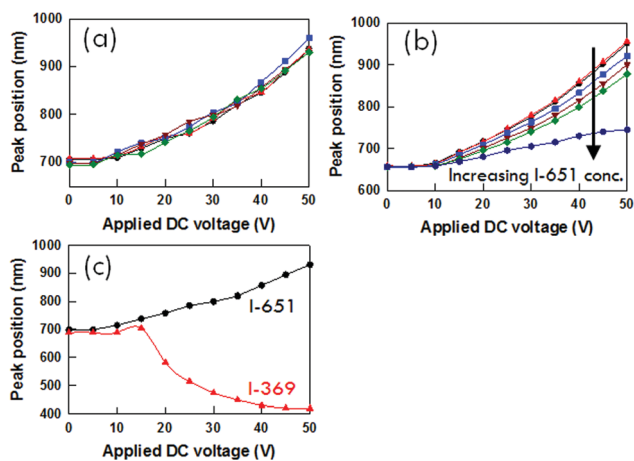 (a)
Peak position (nm)
1000
900
800
700
0 10 20 30 40 50
Applied DC voltage (V)
(b)
Peak position (nm)
1000
900
800
700
600
Increasing I-651 conc.
0 10 20 30 40 50
Applied DC voltage (V)
(c)
Peak position (nm)
1000
900
800
700
600
500
400
I-651
I-369
0 10 20 30 40 50
Applied DC voltage (V)